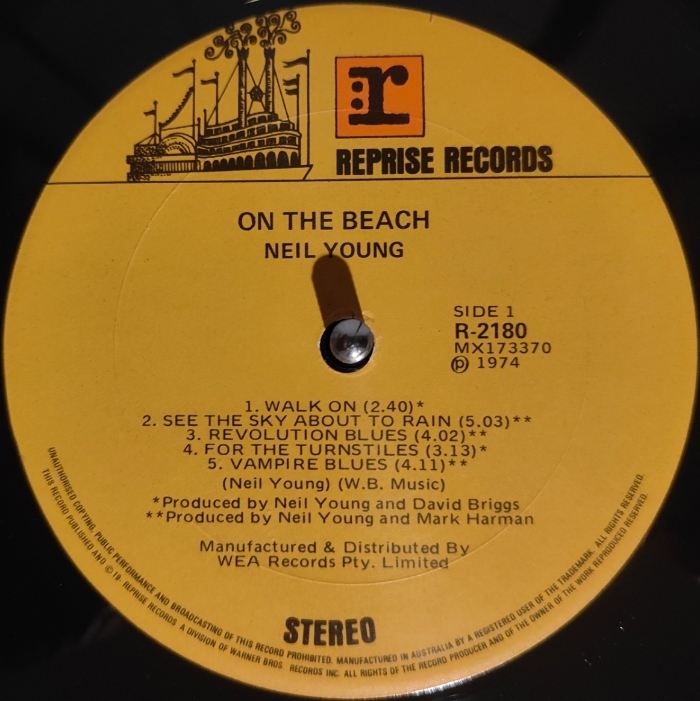 r
REPRISE RECORDS
ON THE BEACH
NEIL YOUNG
SIDE 1
R-2180
MX173370
Ⓟ 1974
1. WALK ON (2.40)*
2. SEE THE SKY ABOUT TO RAIN (5.03)**
3. REVOLUTION BLUES (4.02)**
4. FOR THE TURNSTILES (3.13)*
5. VAMPIRE BLUES (4.11)**
(Neil Young) (W.B. Music)
*Produced by Neil Young and David Briggs
**Produced by Neil Young and Mark Harman
Manufactured & Distributed By
WEA Records Pty. Limited
STEREO
UNAUTHORISED COPYING, PUBLIC PERFORMANCE AND BROADCASTING OF THIS RECORD PROHIBITED. MANUFACTURED IN AUSTRALIA BY A REGISTERED USER OF THE TRADEMARK. ALL RIGHTS RESERVED.
THIS RECORD PUBLISHED AND © 19- REPRISE RECORDS. A DIVISION OF WARNER BROS. RECORDS INC. ALL RIGHTS OF THE RECORD PRODUCER AND OF THE OWNER OF THE WORK REPRODUCED RESERVED.